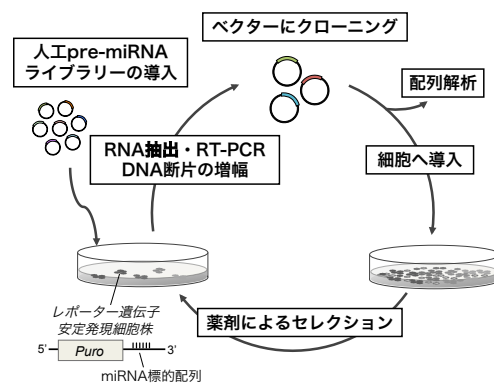 ベクターにクローニング
人工pre-miRNA
ライブラリーの導入
配列解析
RNA抽出・RT-PCR
DNA断片の増幅
細胞へ導入
レポーター遺伝子
安定発現細胞株
薬剤によるセレクション
5' Puro 3'
miRNA標的配列